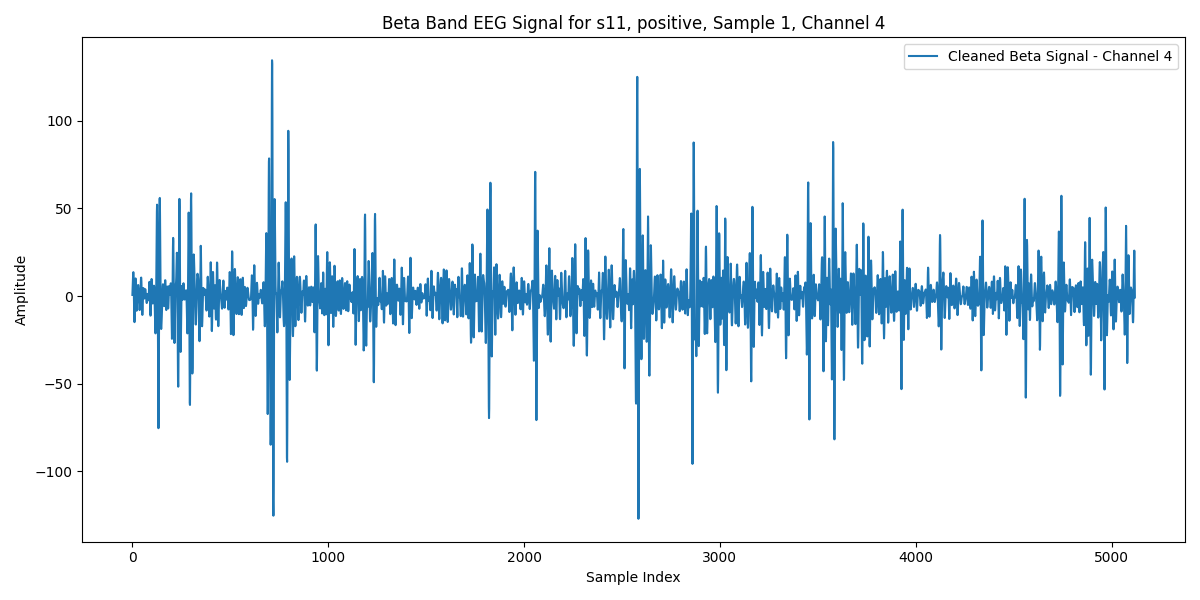 Beta Band EEG Signal for s11, positive, Sample 1, Channel 4
Cleaned Beta Signal - Channel 4
Amplitude
100
50
0
−50
−100
0 1000 2000 3000 4000 5000
Sample Index